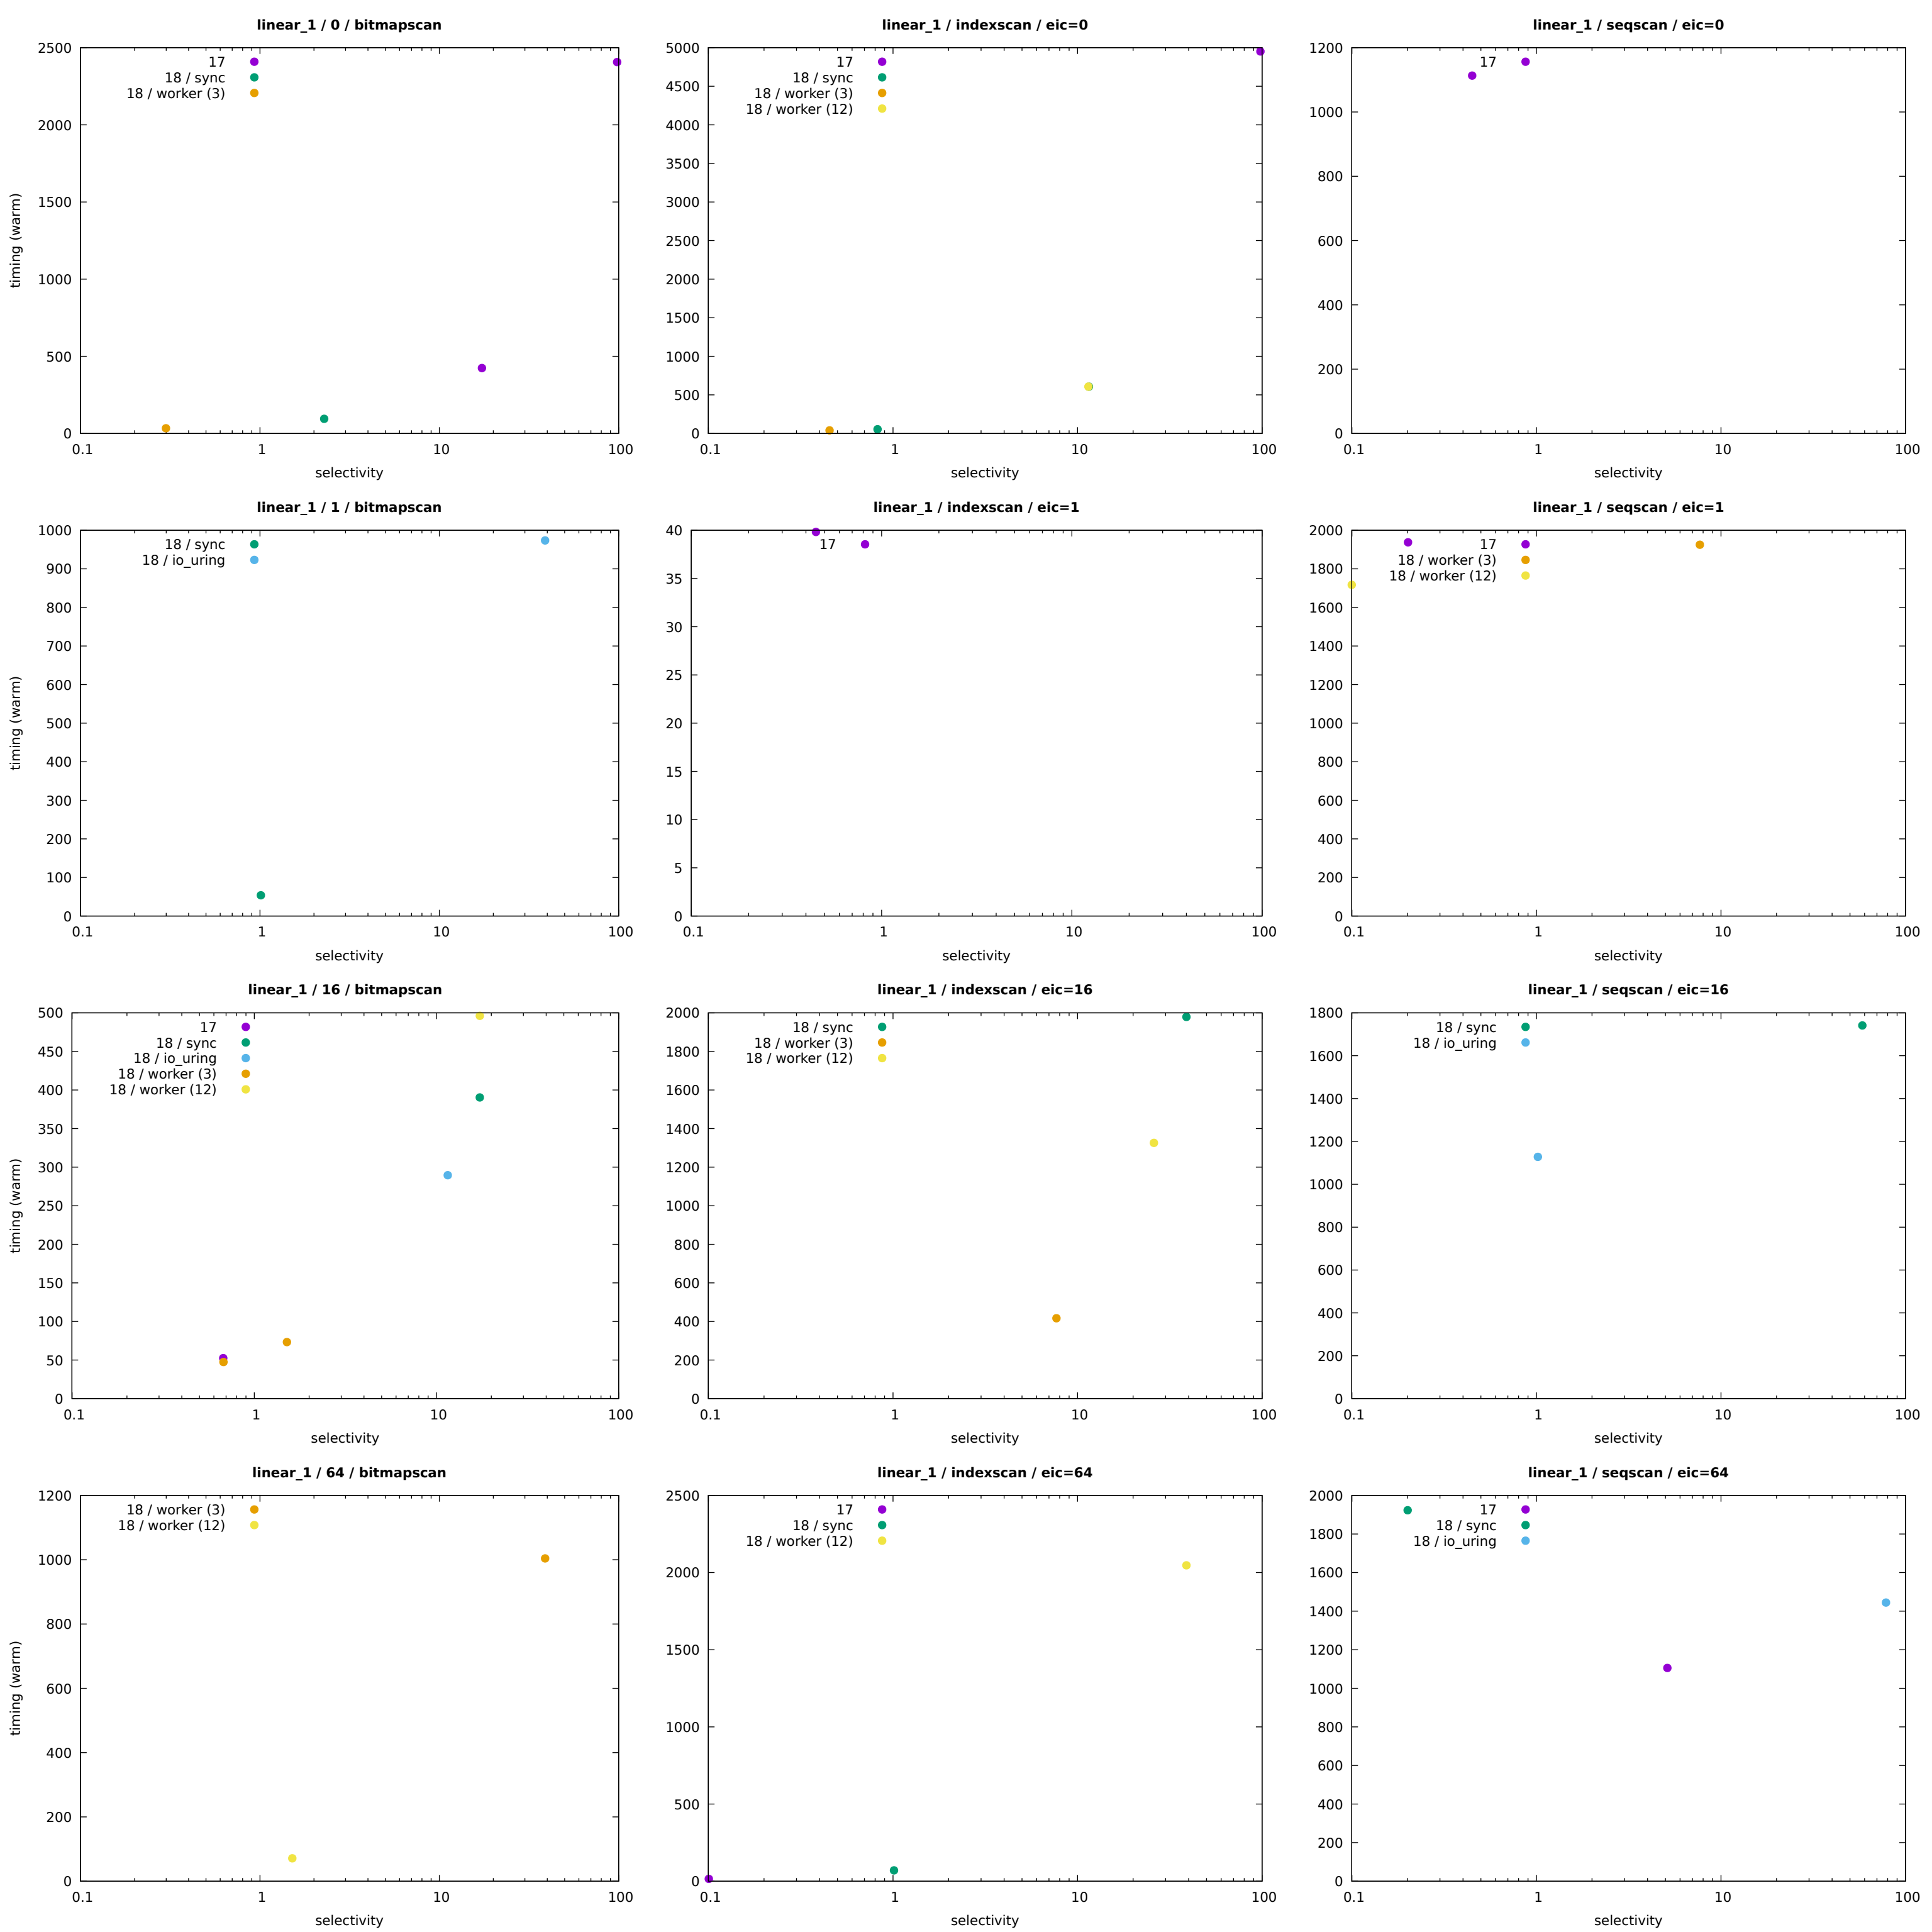 linear_1 / 0 / bitmapscan
2500
2000
1500
1000
500
0
timing (warm)
17
18 / sync
18 / worker (3)
0.1 1 10 100
selectivity
linear_1 / indexscan / eic=0
5000
4500
4000
3500
3000
2500
2000
1500
1000
500
0
17
18 / sync
18 / worker (3)
18 / worker (12)
0.1 1 10 100
selectivity
linear_1 / seqscan / eic=0
1200
1000
800
600
400
200
0
17
0.1 1 10 100
selectivity
linear_1 / 1 / bitmapscan
1000
900
800
700
600
500
400
300
200
100
0
timing (warm)
18 / sync
18 / io_uring
0.1 1 10 100
selectivity
linear_1 / indexscan / eic=1
40
35
30
25
20
15
10
5
0
17
0.1 1 10 100
selectivity
linear_1 / seqscan / eic=1
2000
1800
1600
1400
1200
1000
800
600
400
200
0
17
18 / worker (3)
18 / worker (12)
0.1 1 10 100
selectivity
linear_1 / 16 / bitmapscan
500
450
400
350
300
250
200
150
100
50
0
timing (warm)
17
18 / sync
18 / io_uring
18 / worker (3)
18 / worker (12)
0.1 1 10 100
selectivity
linear_1 / indexscan / eic=16
2000
1800
1600
1400
1200
1000
800
600
400
200
0
18 / sync
18 / worker (3)
18 / worker (12)
0.1 1 10 100
selectivity
linear_1 / seqscan / eic=16
1800
1600
1400
1200
1000
800
600
400
200
0
18 / sync
18 / io_uring
0.1 1 10 100
selectivity
linear_1 / 64 / bitmapscan
1200
1000
800
600
400
200
0
timing (warm)
18 / worker (3)
18 / worker (12)
0.1 1 10 100
selectivity
linear_1 / indexscan / eic=64
2500
2000
1500
1000
500
0
17
18 / sync
18 / worker (12)
0.1 1 10 100
selectivity
linear_1 / seqscan / eic=64
2000
1800
1600
1400
1200
1000
800
600
400
200
0
17
18 / sync
18 / io_uring
0.1 1 10 100
selectivity